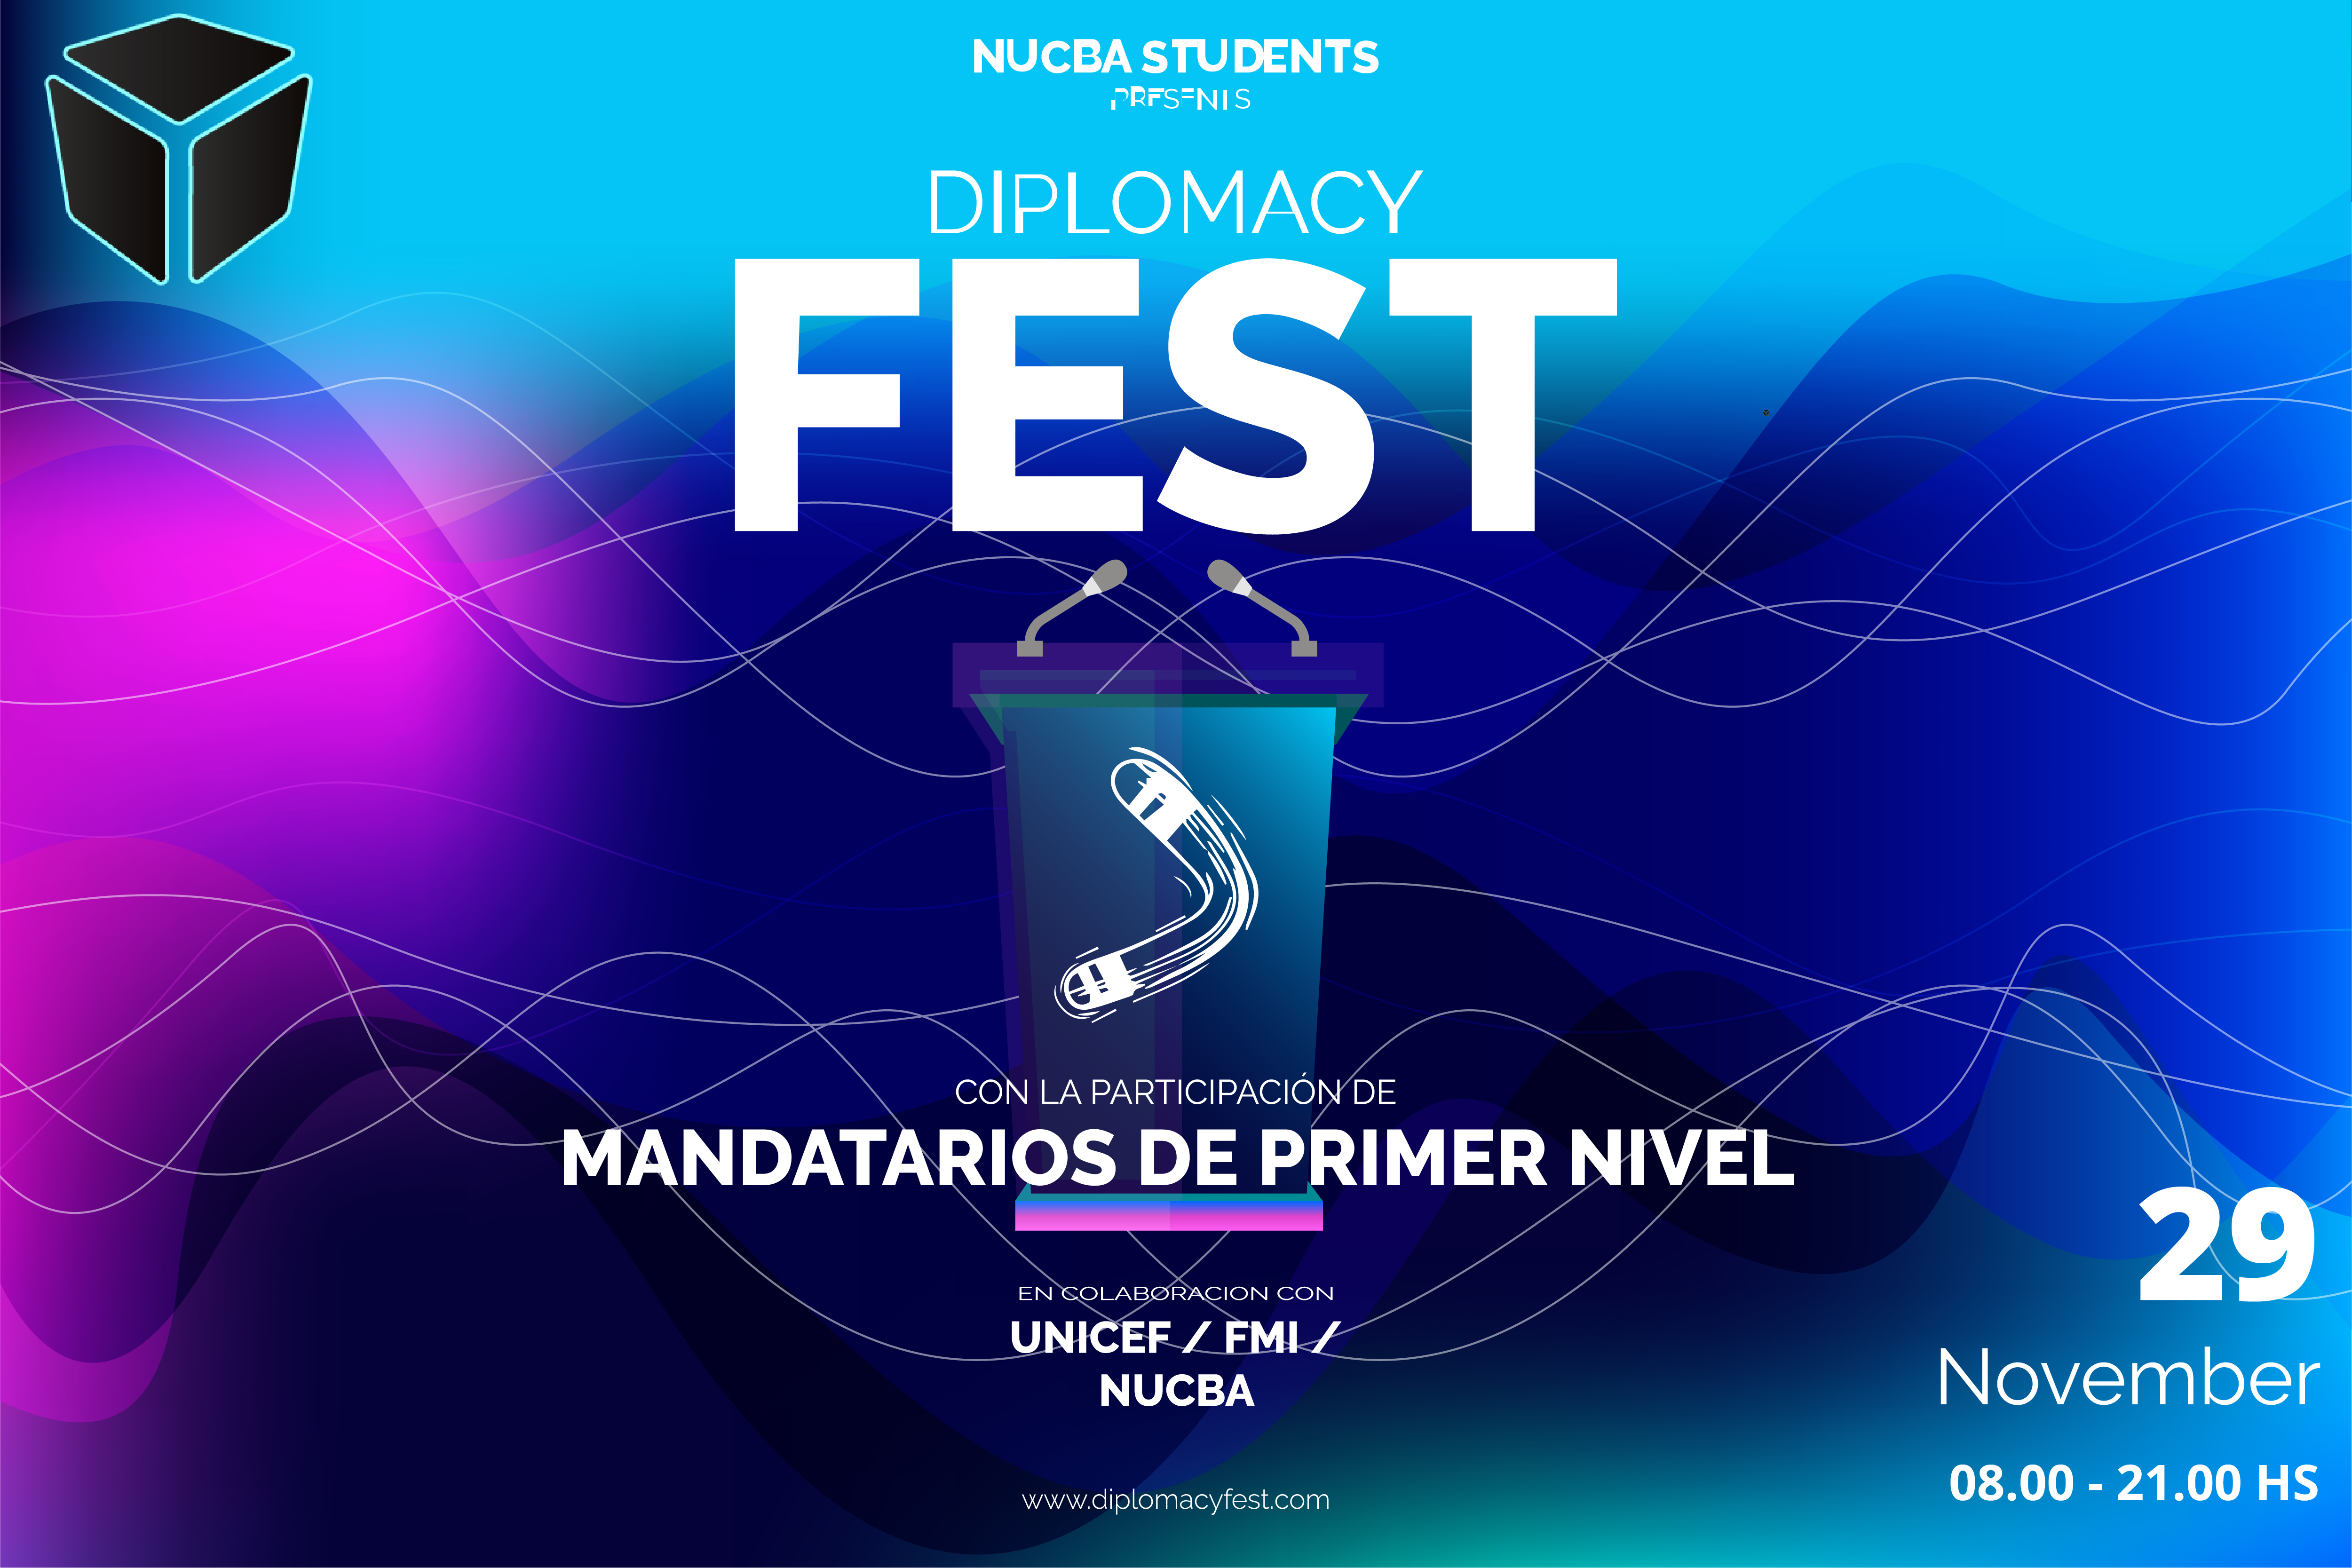 NUCBA STUDENTS
PRESENTS
DIPLOMACY
FEST
CON LA PARTICIPACIÓN DE
MANDATARIOS DE PRIMER NIVEL
EN COLABORACION CON
UNICEF / FMI /
NUCBA
www.diplomacyfest.com
29
November
08.00 - 21.00 HS